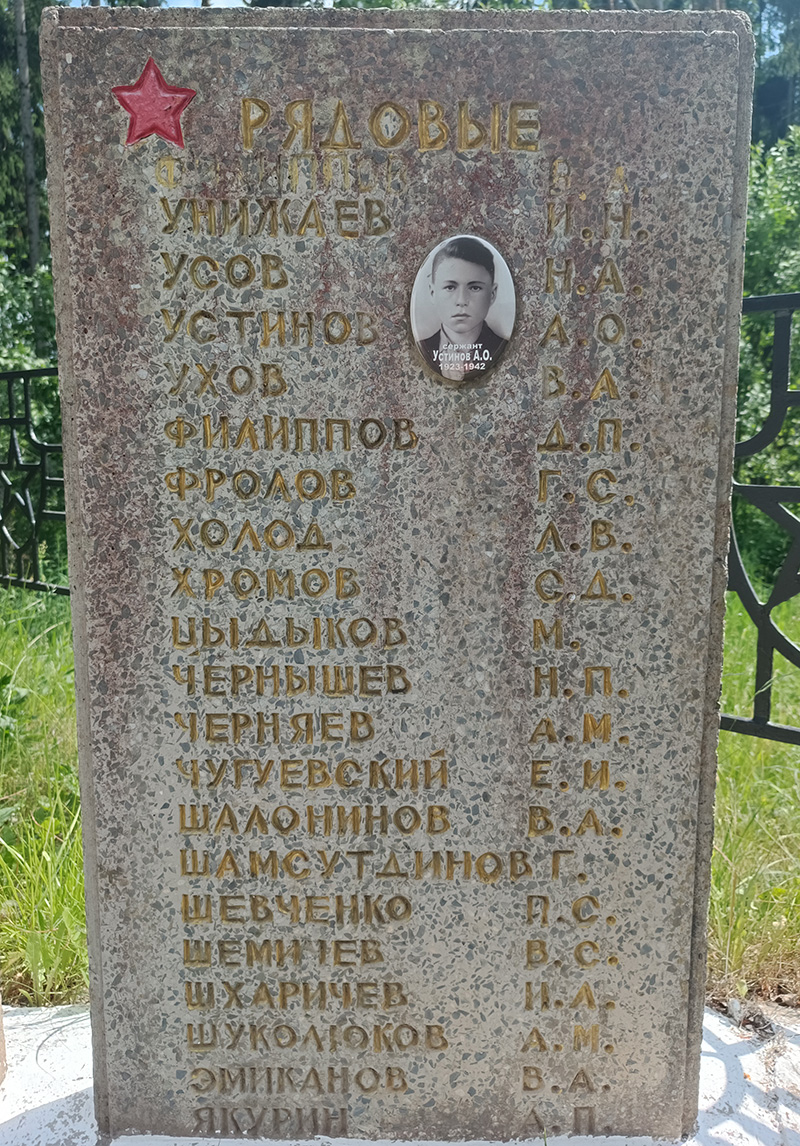 РЯДОВЫЕ
УНИЖАЕВ И.Н.
УСОВ Н.А.
УСТИНОВ А.О.
сержант
Устинов А.О.
1923-1942
УХОВ В.А.
ФИЛИППОВ Д.П.
ФРОЛОВ Г.С.
ХОЛОД Л.В.
ХРОМОВ С.Д.
ЦЫДЫКОВ М.
ЧЕРНЫШЕВ Н.П.
ЧЕРНЯЕВ А.М.
ЧУГУЕВСКИЙ Е.И.
ШАЛОНИНОВ В.А.
ШАМСУТДИНОВ Г.
ШЕВЧЕНКО П.С.
В.С.
ШХАРИЧЕВ
ШУКОЛЮКОВ А.М.
ЭМИКАНОВ В.А.
ЯКУРИН